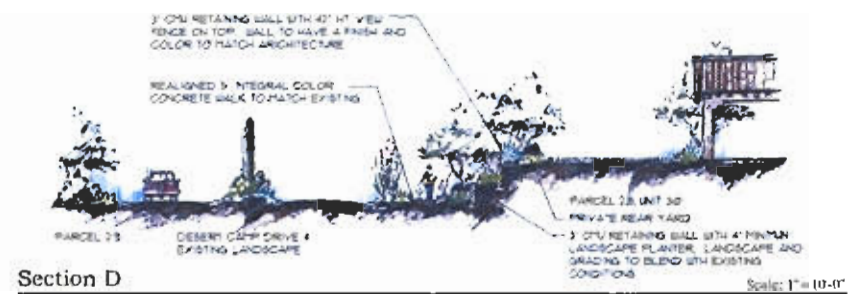 3' CMU RETAINING WALL WITH 42" HT. VIEW
FENCE ON TOP. WALL TO HAVE A FINISH AND
COLOR TO MATCH ARCHITECTURE
REALIGNED 5' INTEGRAL COLOR
CONCRETE WALK TO MATCH EXISTING
PARCEL 2B
DESERT CAMP DRIVE &
EXISTING LANDSCAPE
PARCEL 2B, UNIT 30
PRIVATE REAR YARD
3' CMU RETAINING WALL WITH 4' MINIMUM
LANDSCAPE PLANTER, LANDSCAPE AND
GRADING TO BLEND WITH EXISTING
CONDITIONS
Section D
Scale: 1" = 10'-0"